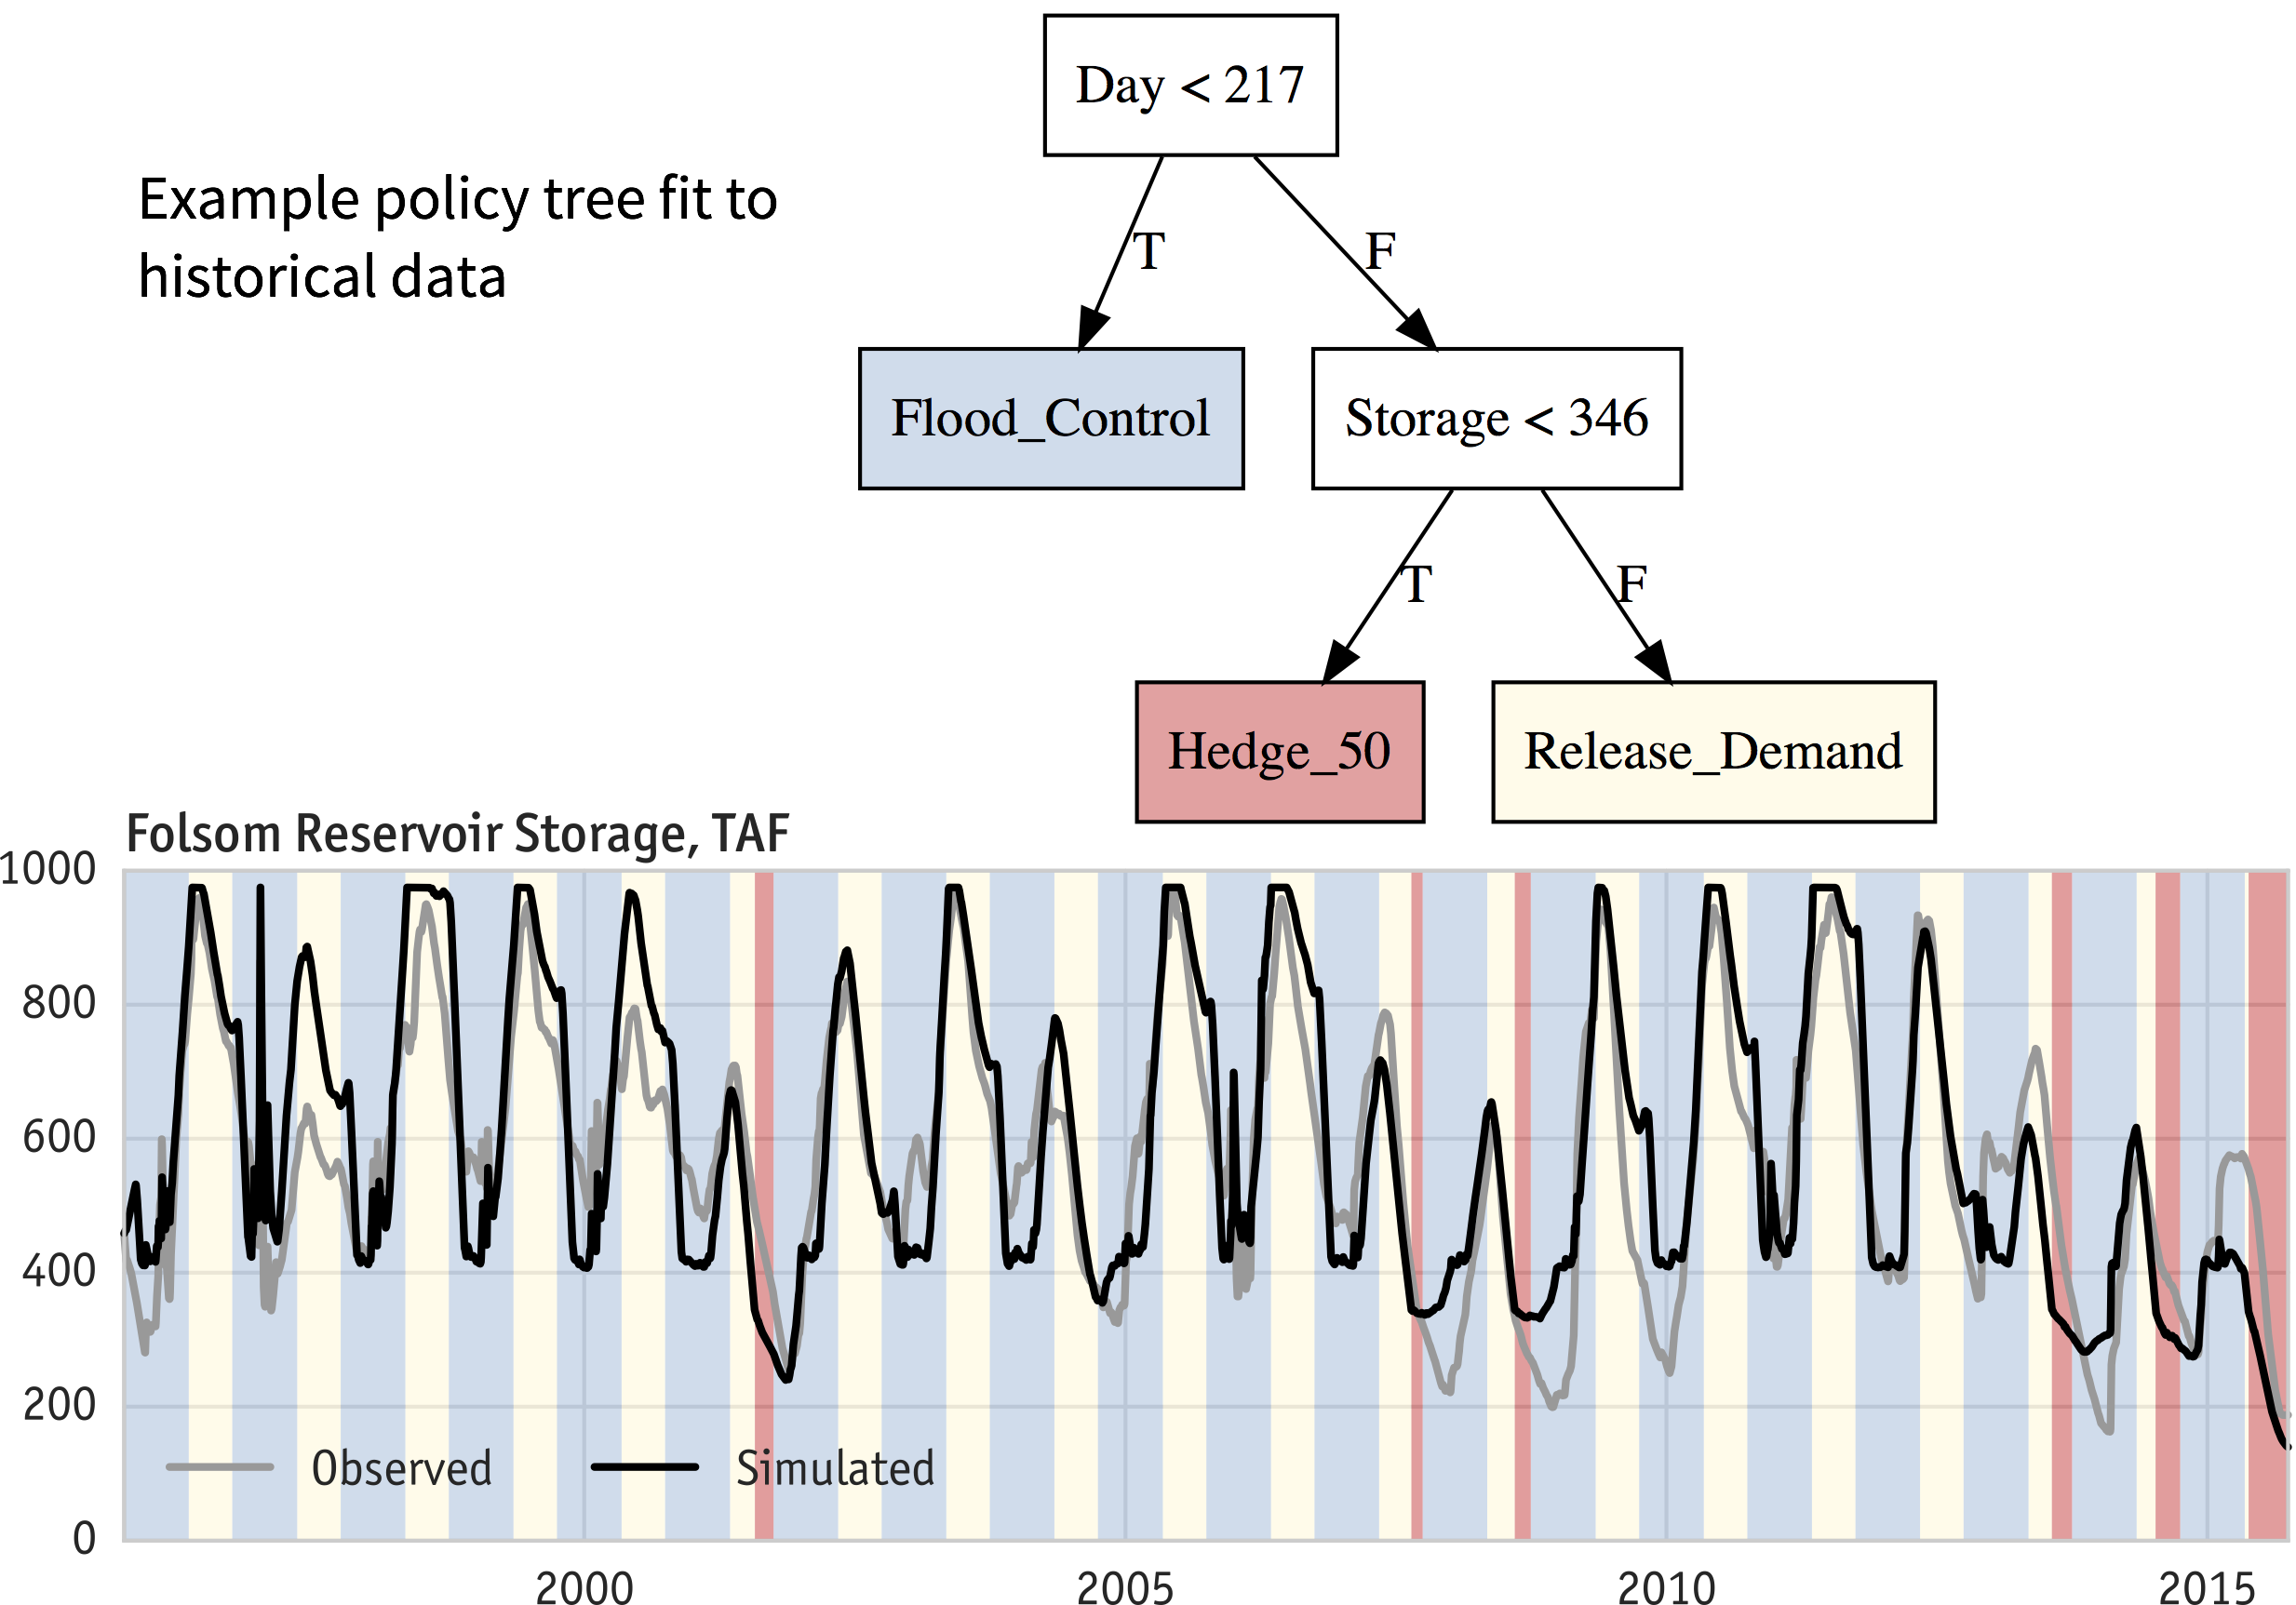 Day < 217
Example policy tree fit to
historical data
T
F
Flood_Control
Storage < 346
T
F
Hedge_50
Release_Demand
Folsom Reservoir Storage, TAF
1000
800
600
400
200
0
Observed
Simulated
2000
2005
2010
2015